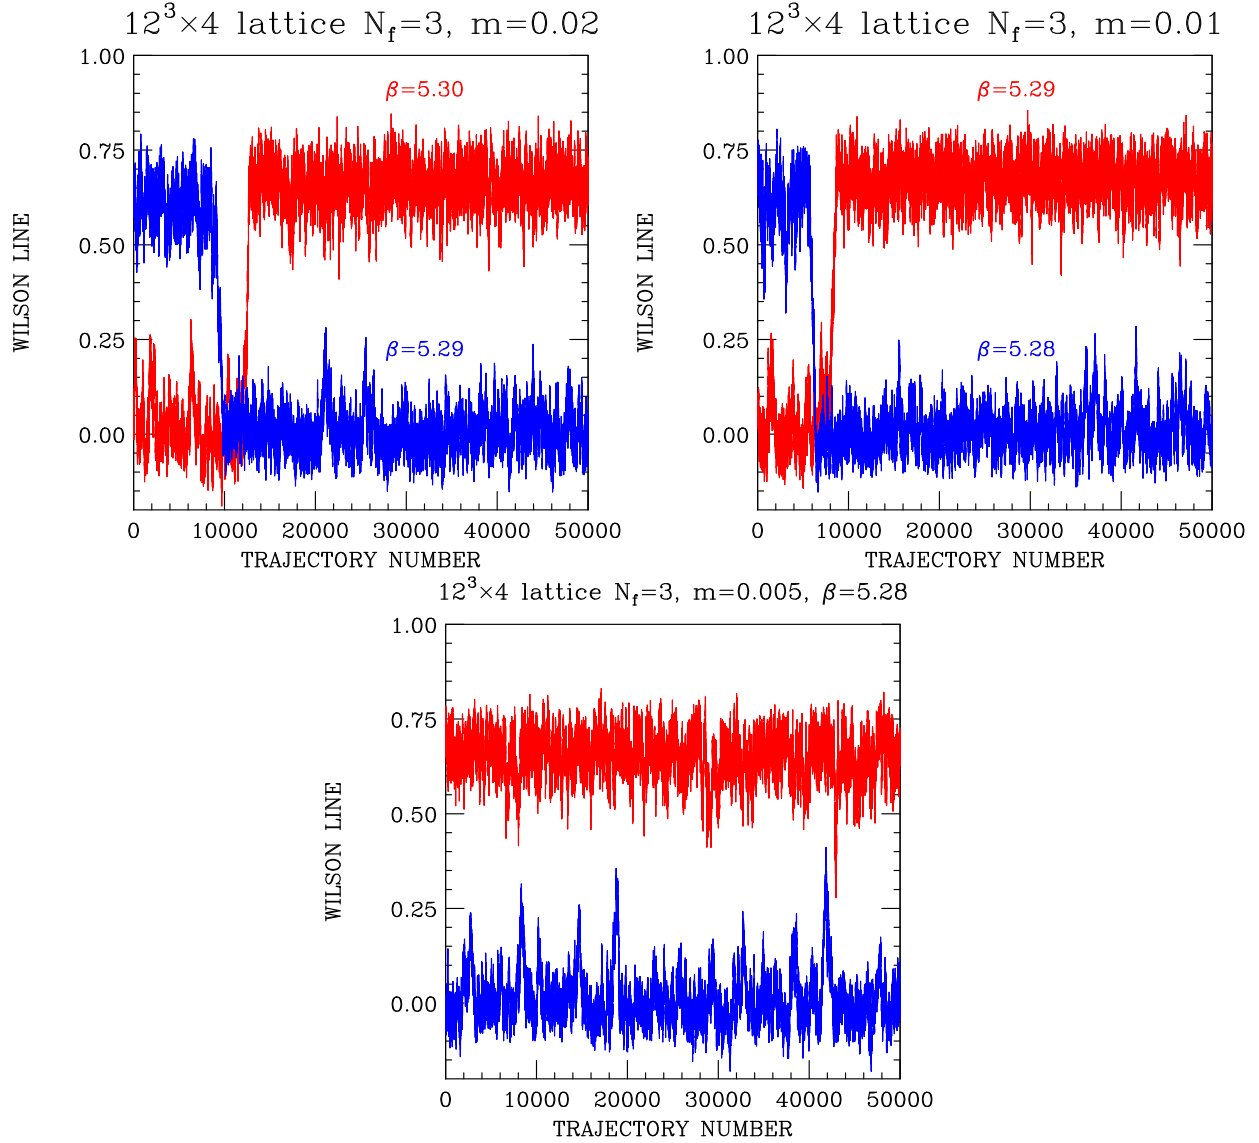 12³×4 lattice N_f=3, m=0.02
1.00
0.75
0.50
0.25
0.00
WILSON LINE
β=5.30
β=5.29
0 10000 20000 30000 40000 50000
TRAJECTORY NUMBER
12³×4 lattice N_f=3, m=0.01
1.00
0.75
0.50
0.25
0.00
WILSON LINE
β=5.29
β=5.28
0 10000 20000 30000 40000 50000
TRAJECTORY NUMBER
12³×4 lattice N_f=3, m=0.005, β=5.28
1.00
0.75
0.50
0.25
0.00
WILSON LINE
0 10000 20000 30000 40000 50000
TRAJECTORY NUMBER